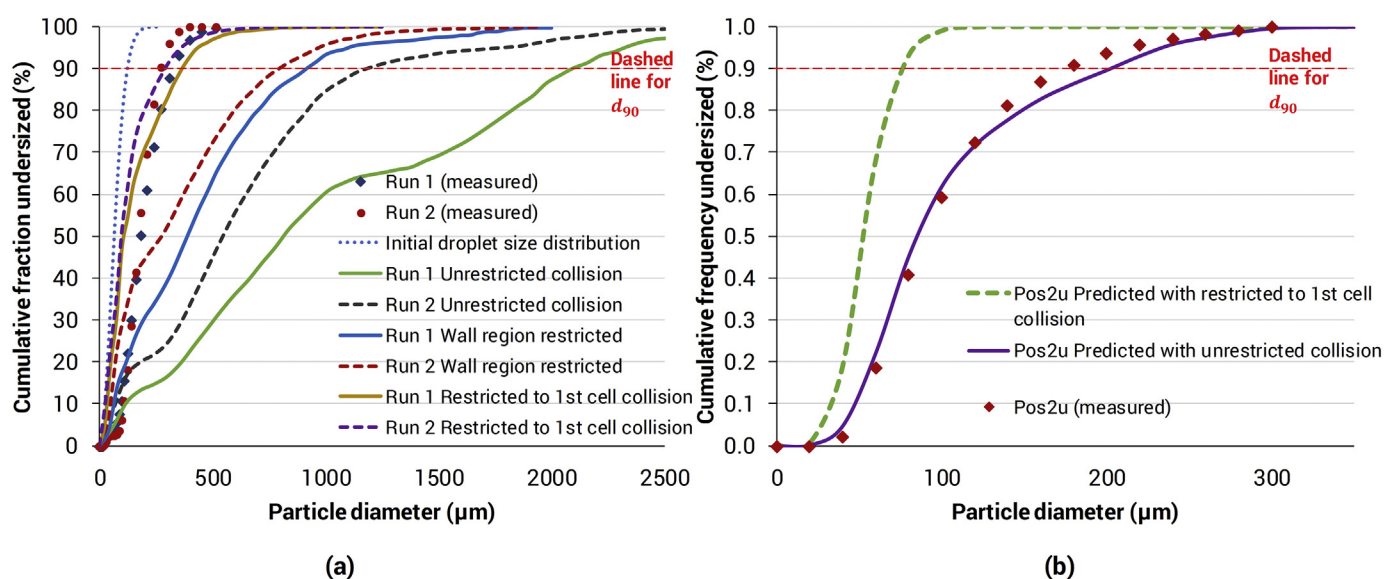 Cumulative fraction undersized (%)
100
90
80
70
60
50
40
30
20
10
0
0
500
1000
1500
2000
2500
Particle diameter (µm)
Dashed
line for
d90
Run 1 (measured)
Run 2 (measured)
Initial droplet size distribution
Run 1 Unrestricted collision
Run 2 Unrestricted collision
Run 1 Wall region restricted
Run 2 Wall region restricted
Run 1 Restricted to 1st cell collision
Run 2 Restricted to 1st cell collision
(a)
Cumulative frequency undersized (%)
1.0
0.9
0.8
0.7
0.6
0.5
0.4
0.3
0.2
0.1
0.0
0
100
200
300
Particle diameter (µm)
Dashed
line for
d90
Pos2u Predicted with restricted to 1st cell
collision
Pos2u Predicted with unrestricted collision
Pos2u (measured)
(b)